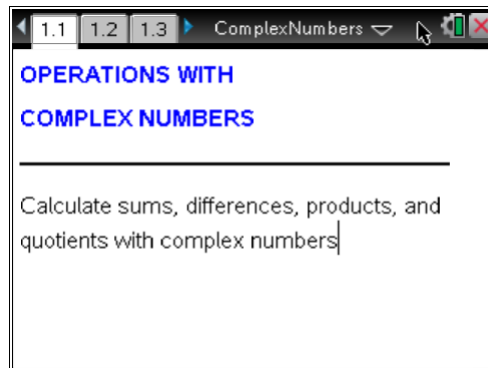 1.1 1.2 1.3 ComplexNumbers
OPERATIONS WITH
COMPLEX NUMBERS
Calculate sums, differences, products, and
quotients with complex numbers